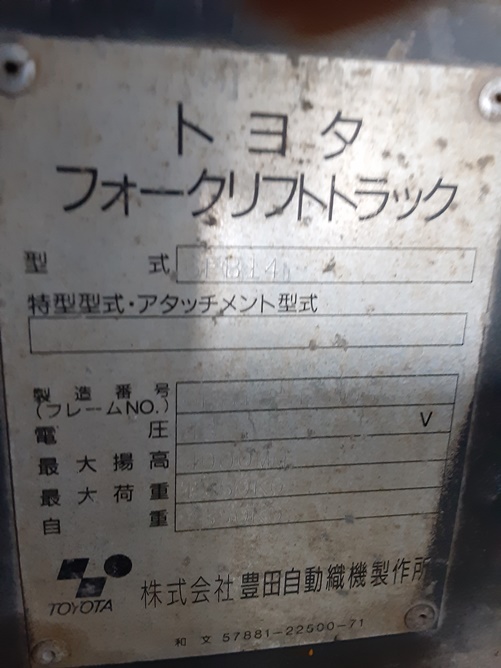 トヨタ
フォークリフトトラック
型式
特型型式・アタッチメント型式
製造番号
(フレームNO.)
電圧 V
最大揚高
最大荷重
自重
TOYOTA 株式会社 豊田自動織機製作所
和文 57881-22500-71